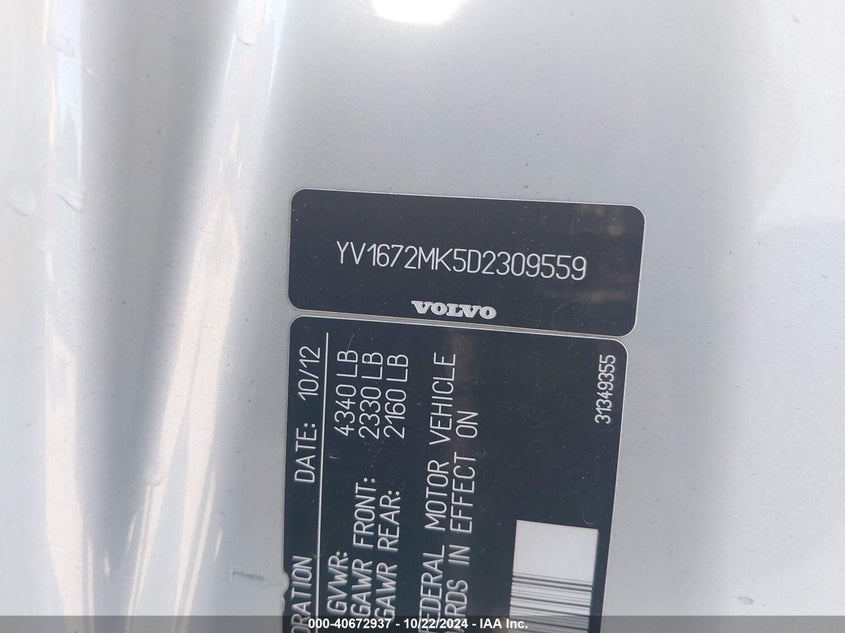 YV1672MK5D2309559
VOLVO
DATE: 10/12
GVWR: 4340 LB
GAWR FRONT: 2330 LB
GAWR REAR: 2160 LB
FEDERAL MOTOR VEHICLE
IN EFFECT ON
31349355
000-40672937 - 10/22/2024 - IAA Inc.